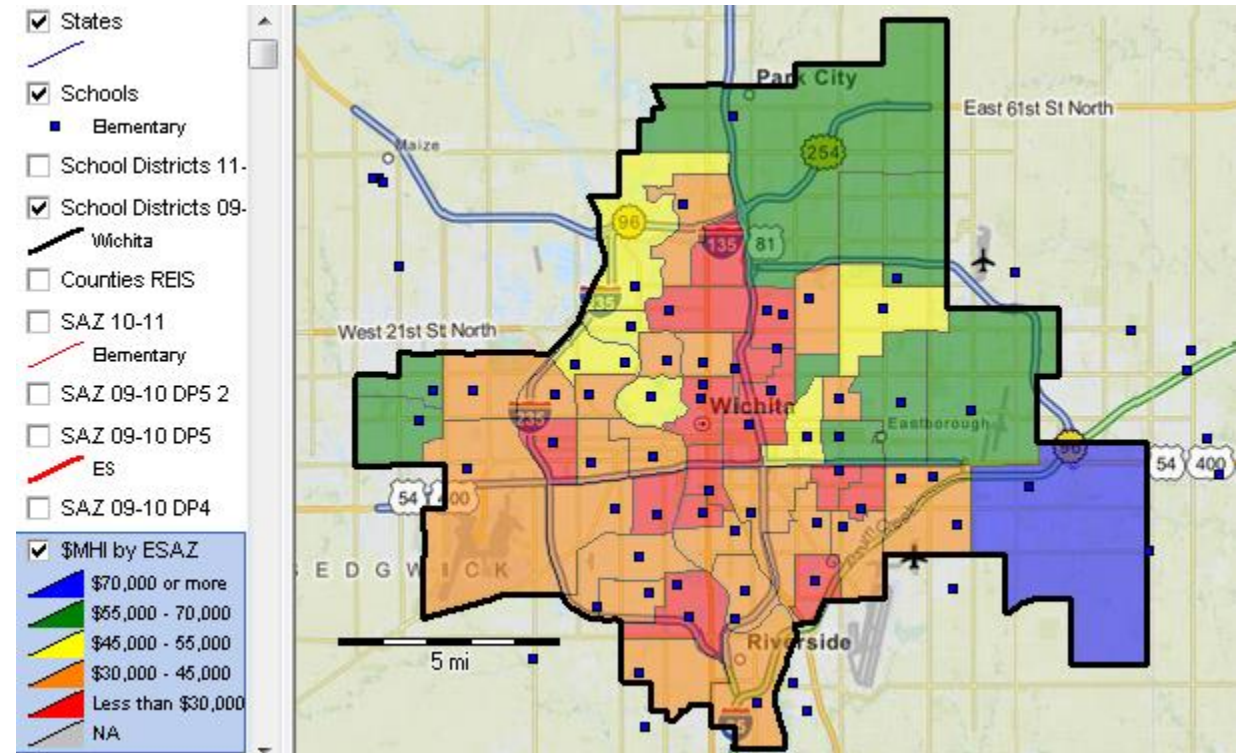 States
Schools
Elementary
School Districts 11-
School Districts 09-
Wichita
Counties REIS
SAZ 10-11
Elementary
SAZ 09-10 DP5 2
SAZ 09-10 DP5
ES
SAZ 09-10 DP4
$MHI by ESAZ
$70,000 or more
$55,000 - 70,000
$45,000 - 55,000
$30,000 - 45,000
Less than $30,000
NA
Park City
East 61st St North
254
Maize
96
135
81
235
West 21st St North
Wichita
235
Eastborough
96
54
400
54
400
SEDGWICK
Riverside
5 mi